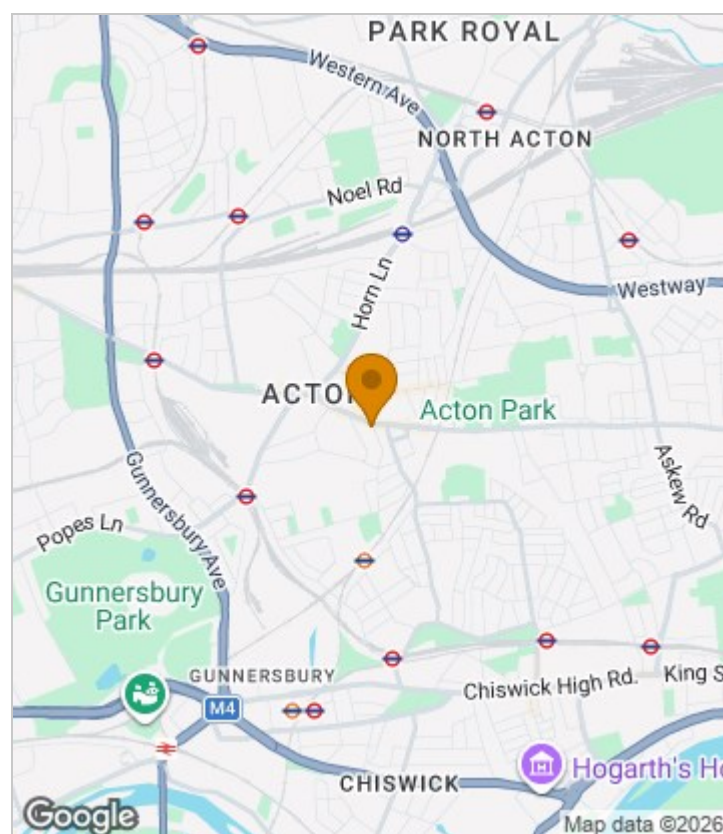 PARK ROYAL
Western Ave
NORTH ACTON
Noel Rd
Horn Ln
Westway
ACTO
Acton Park
Askew Rd
Gunnersbury Ave
Popes Ln
Gunnersbury
Park
GUNNERSBURY
Chiswick High Rd.
King S
M4
Hogarth's Ho
CHISWICK
Google
Map data ©2026